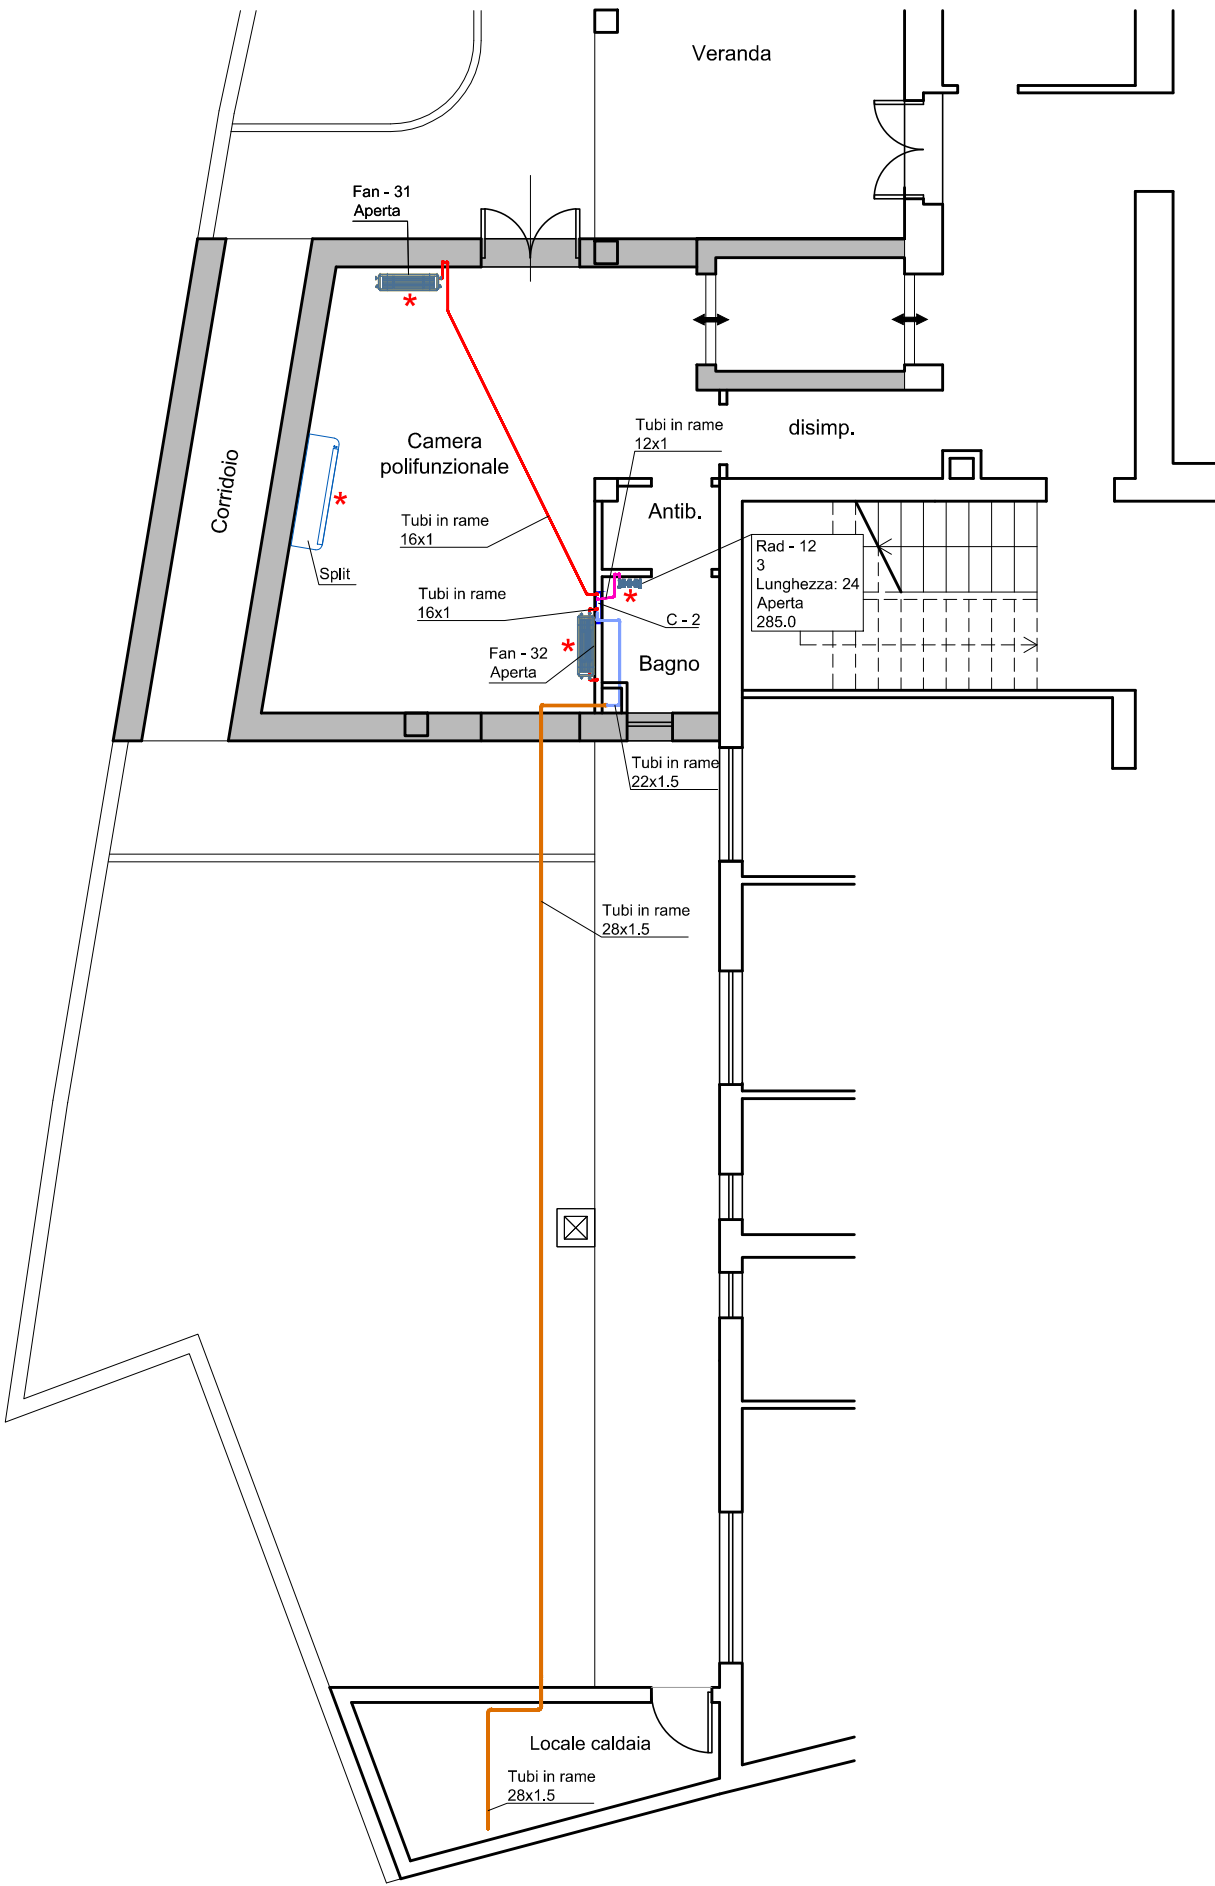 Veranda
Fan - 31
Aperta
*
disimp.
Tubi in rame
12x1
Camera
polifunzionale
Corridoio
*
Antib.
Tubi in rame
16x1
Rad - 12
3
Lunghezza: 24
Aperta
285.0
Split
*
Tubi in rame
16x1
C - 2
*
Fan - 32
Aperta
Bagno
Tubi in rame
22x1.5
Tubi in rame
28x1.5
Locale caldaia
Tubi in rame
28x1.5